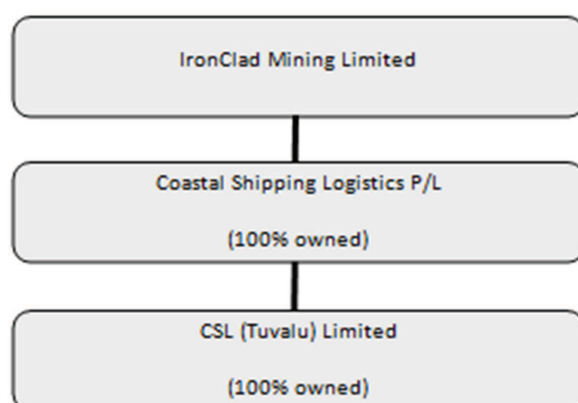 IronClad Mining Limited
Coastal Shipping Logistics P/L
(100% owned)
CSL (Tuvalu) Limited
(100% owned)